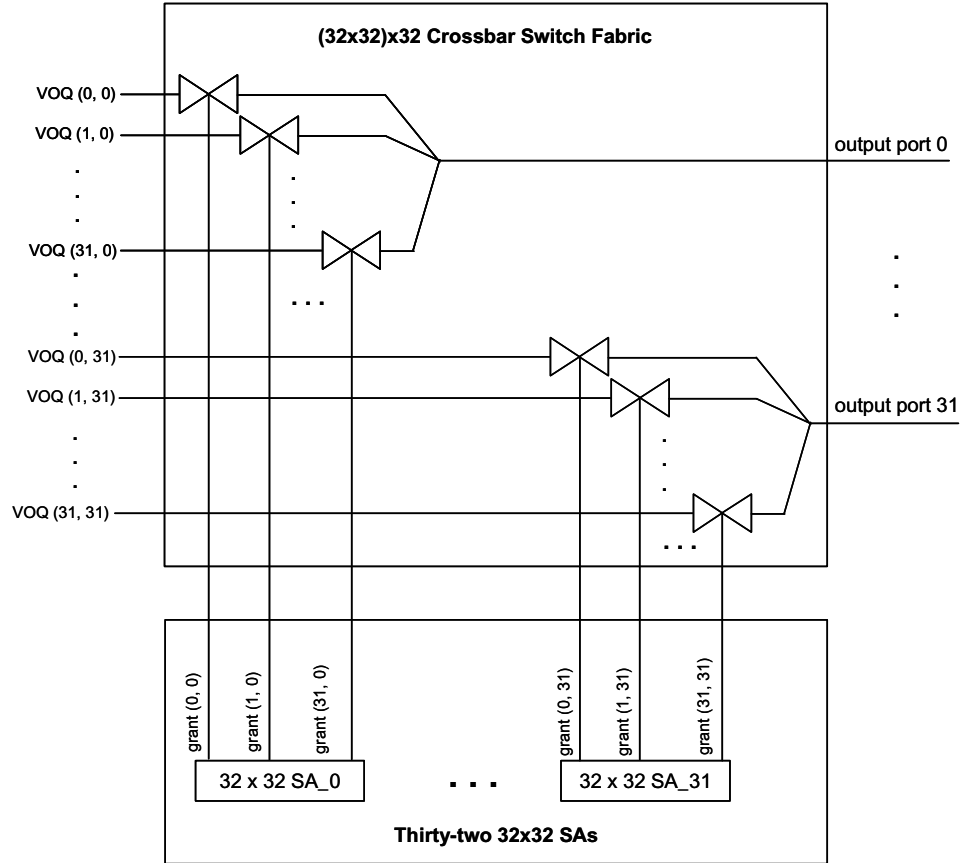 (32x32)x32 Crossbar Switch Fabric
VOQ (0, 0)
VOQ (1, 0)
output port 0
VOQ (31, 0)
VOQ (0, 31)
VOQ (1, 31)
output port 31
VOQ (31, 31)
grant (0, 0)
grant (1, 0)
grant (31, 0)
grant (0, 31)
grant (1, 31)
grant (31, 31)
32 x 32 SA_0
32 x 32 SA_31
Thirty-two 32x32 SAs